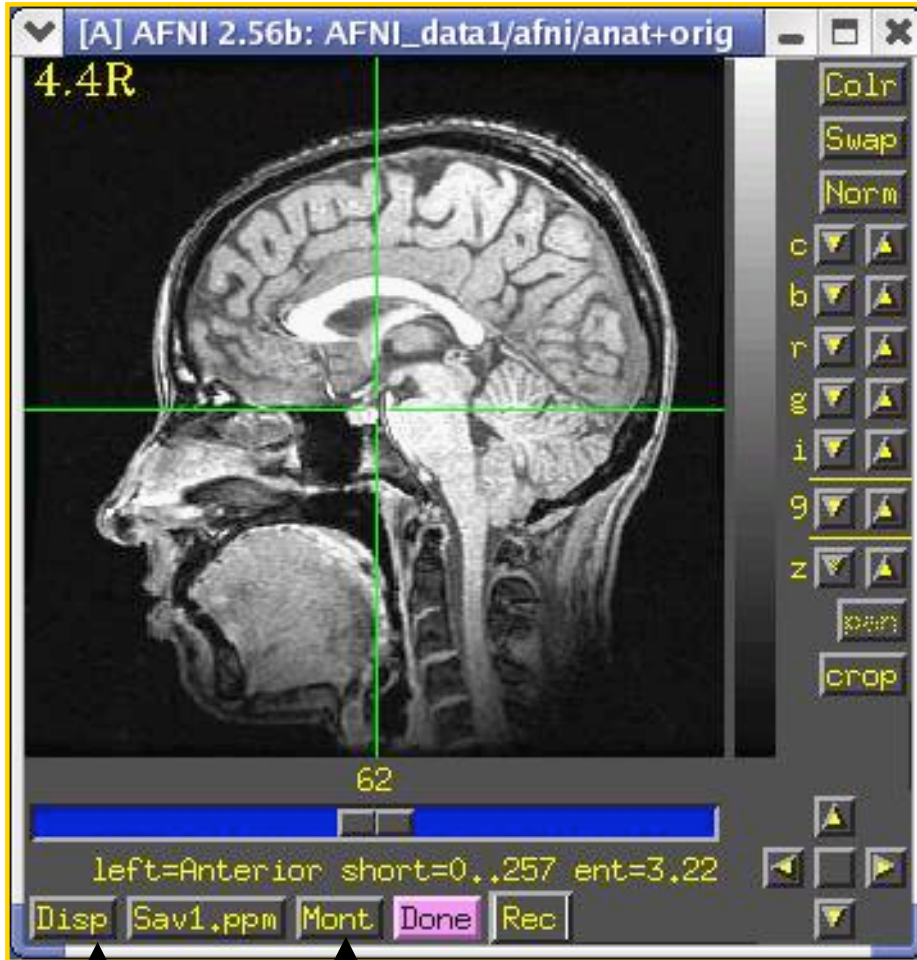 [A] AFNI 2.56b: AFNI_data1/afni/anat+orig
4.4R
Colr
Swap
Norm
c
b
r
g
i
9
z
pan
crop
62
left=Anterior short=0..257 ent=3.22
Disp Sav1.ppm Mont Done Rec